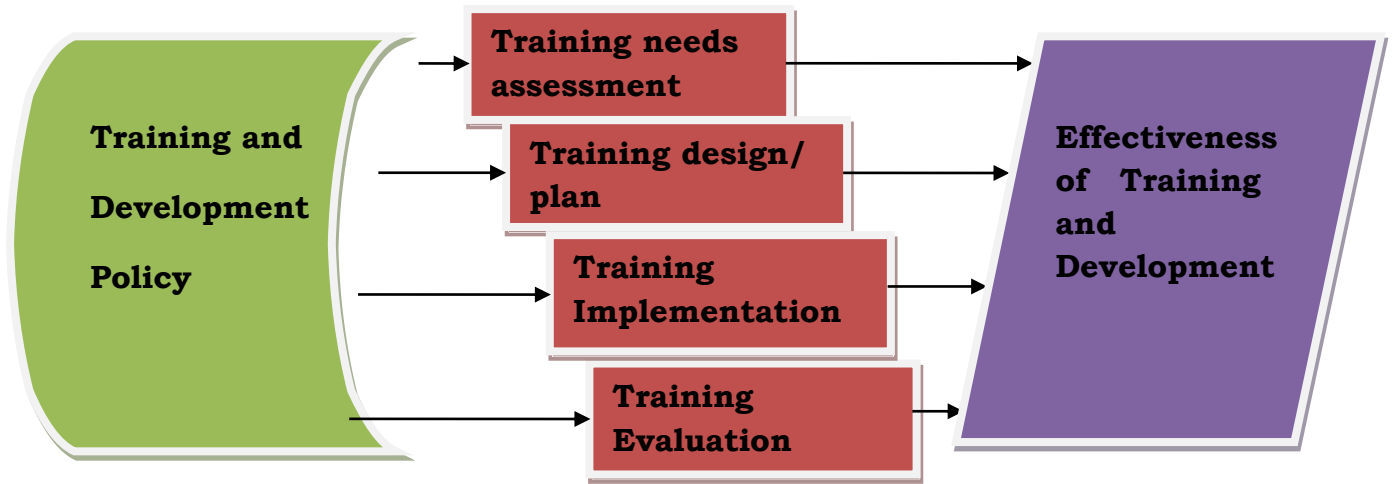 Training and
Development
Policy
Training needs
assessment
Training design/
plan
Training
Implementation
Training
Evaluation
Effectiveness
of Training
and
Development